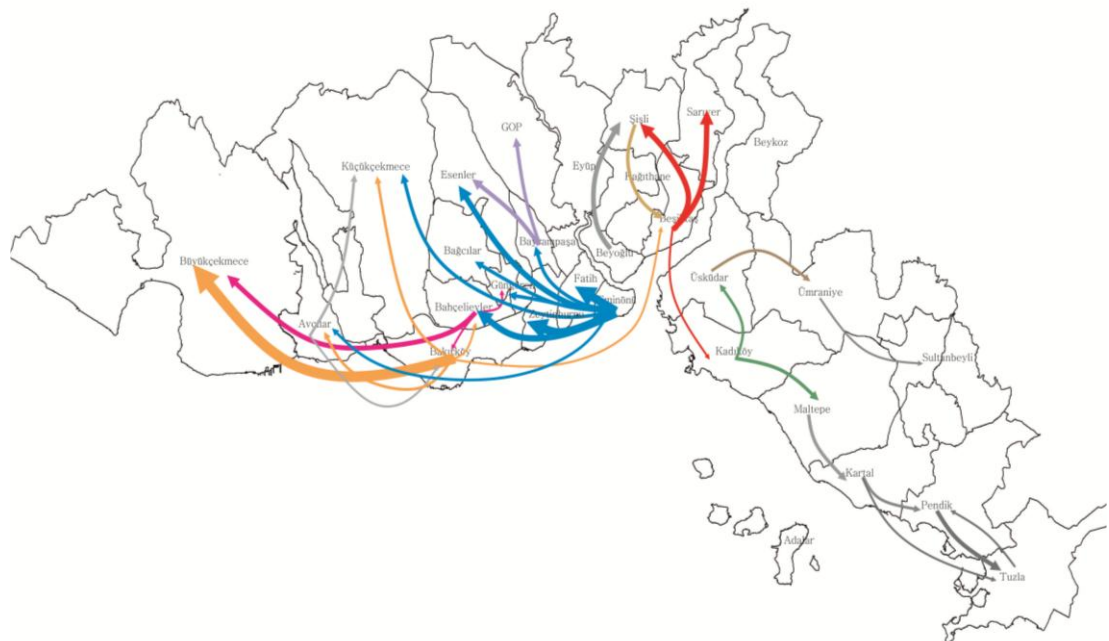 Şişli
Sarıyer
GOP
Beykoz
Küçükçekmece
Eyüp
Esenler
Kağıthane
Beşiktaş
Bağcılar
Bayrampaşa
Beyoğlu
Büyükçekmece
Fatih
Üsküdar
Ümraniye
Eminönü
Bahçelievler
Zeytinburnu
Avcılar
Bakırköy
Kadıköy
Sultanbeyli
Maltepe
Kartal
Pendik
Adalar
Tuzla